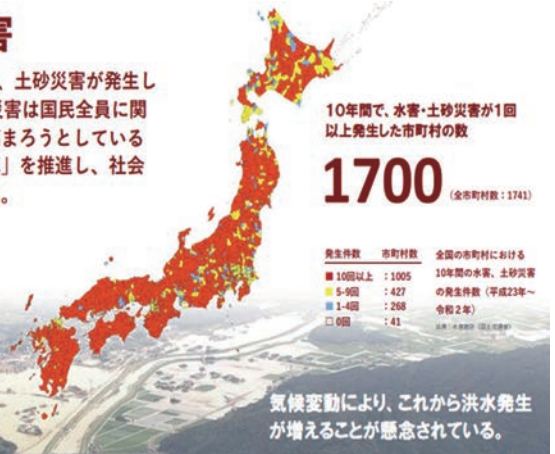 害
、土砂災害が発生し
災害は国民全員に関
まろうとしている
」を推進し、社会
。
10年間で、水害・土砂災害が1回
以上発生した市町村の数
1700 (全市町村数：1741)
発生件数 市町村数
10回以上 ：1005
5-9回 ：427
1-4回 ：268
0回 ：41
全国の市町村における
10年間の水害、土砂災害
の発生件数（平成23年～
令和2年）
気候変動により、これから洪水発生
が増えることが懸念されている。